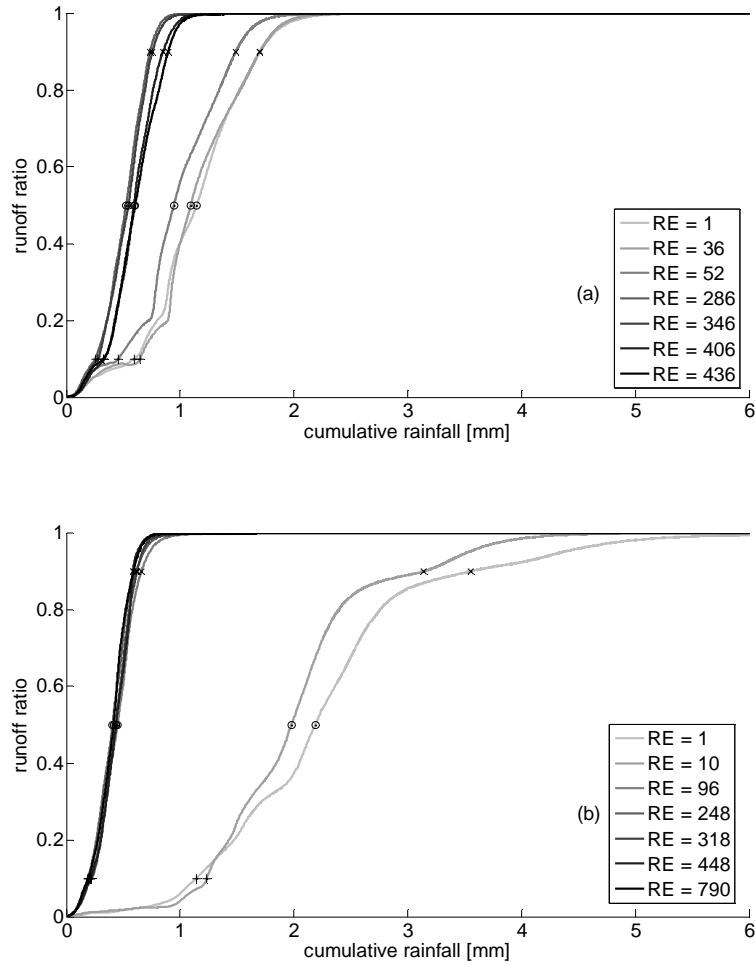 1
0.8
0.6
0.4
0.2
0
runoff ratio
0 1 2 3 4 5 6
cumulative rainfall [mm]
(a)
RE = 1
RE = 36
RE = 52
RE = 286
RE = 346
RE = 406
RE = 436
1
0.8
0.6
0.4
0.2
0
runoff ratio
0 1 2 3 4 5 6
cumulative rainfall [mm]
(b)
RE = 1
RE = 10
RE = 96
RE = 248
RE = 318
RE = 448
RE = 790